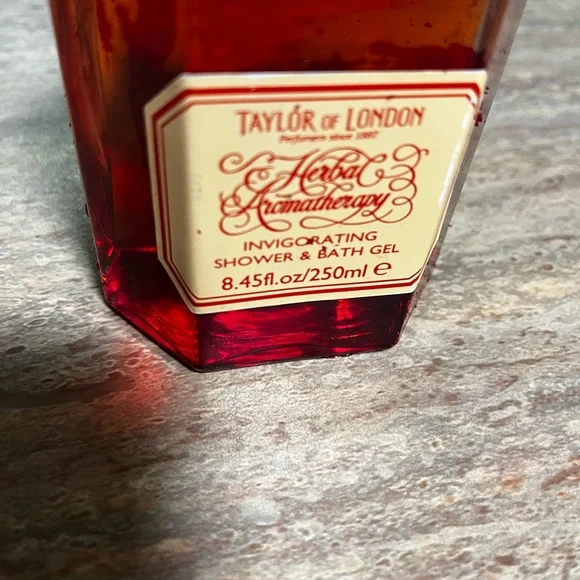 TAYLOR OF LONDON
Perfumers since 1887
Herbal
Aromatherapy
INVIGORATING
SHOWER & BATH GEL
8.45fl.oz/250ml ℮